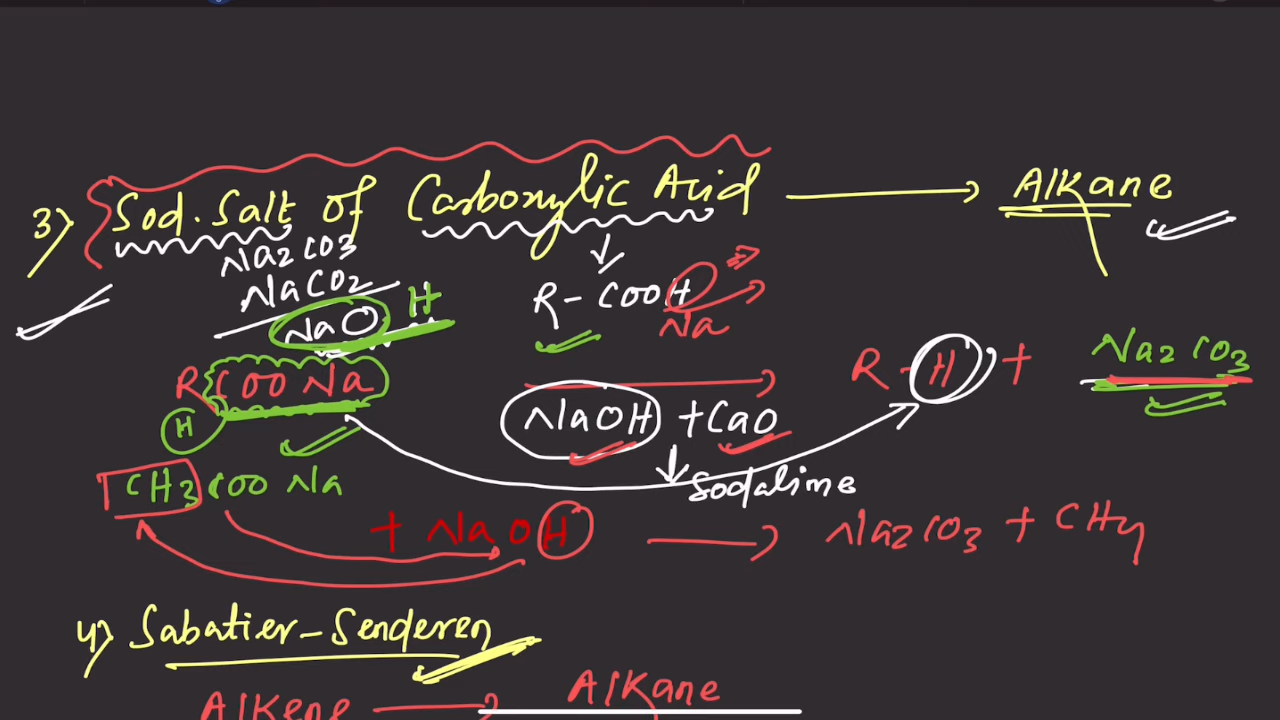 3) Sod. Salt of Carboxylic Acid → Alkane
Na2CO3
NaCO2
NaO H
R-COOH
Na
RCOONa
NaOH + CaO
R-H + Na2CO3
H
Sodalime
CH3COONa
+ NaOH → Na2CO3 + CH4
4) Sabatier-Senderen
Alkene → Alkane